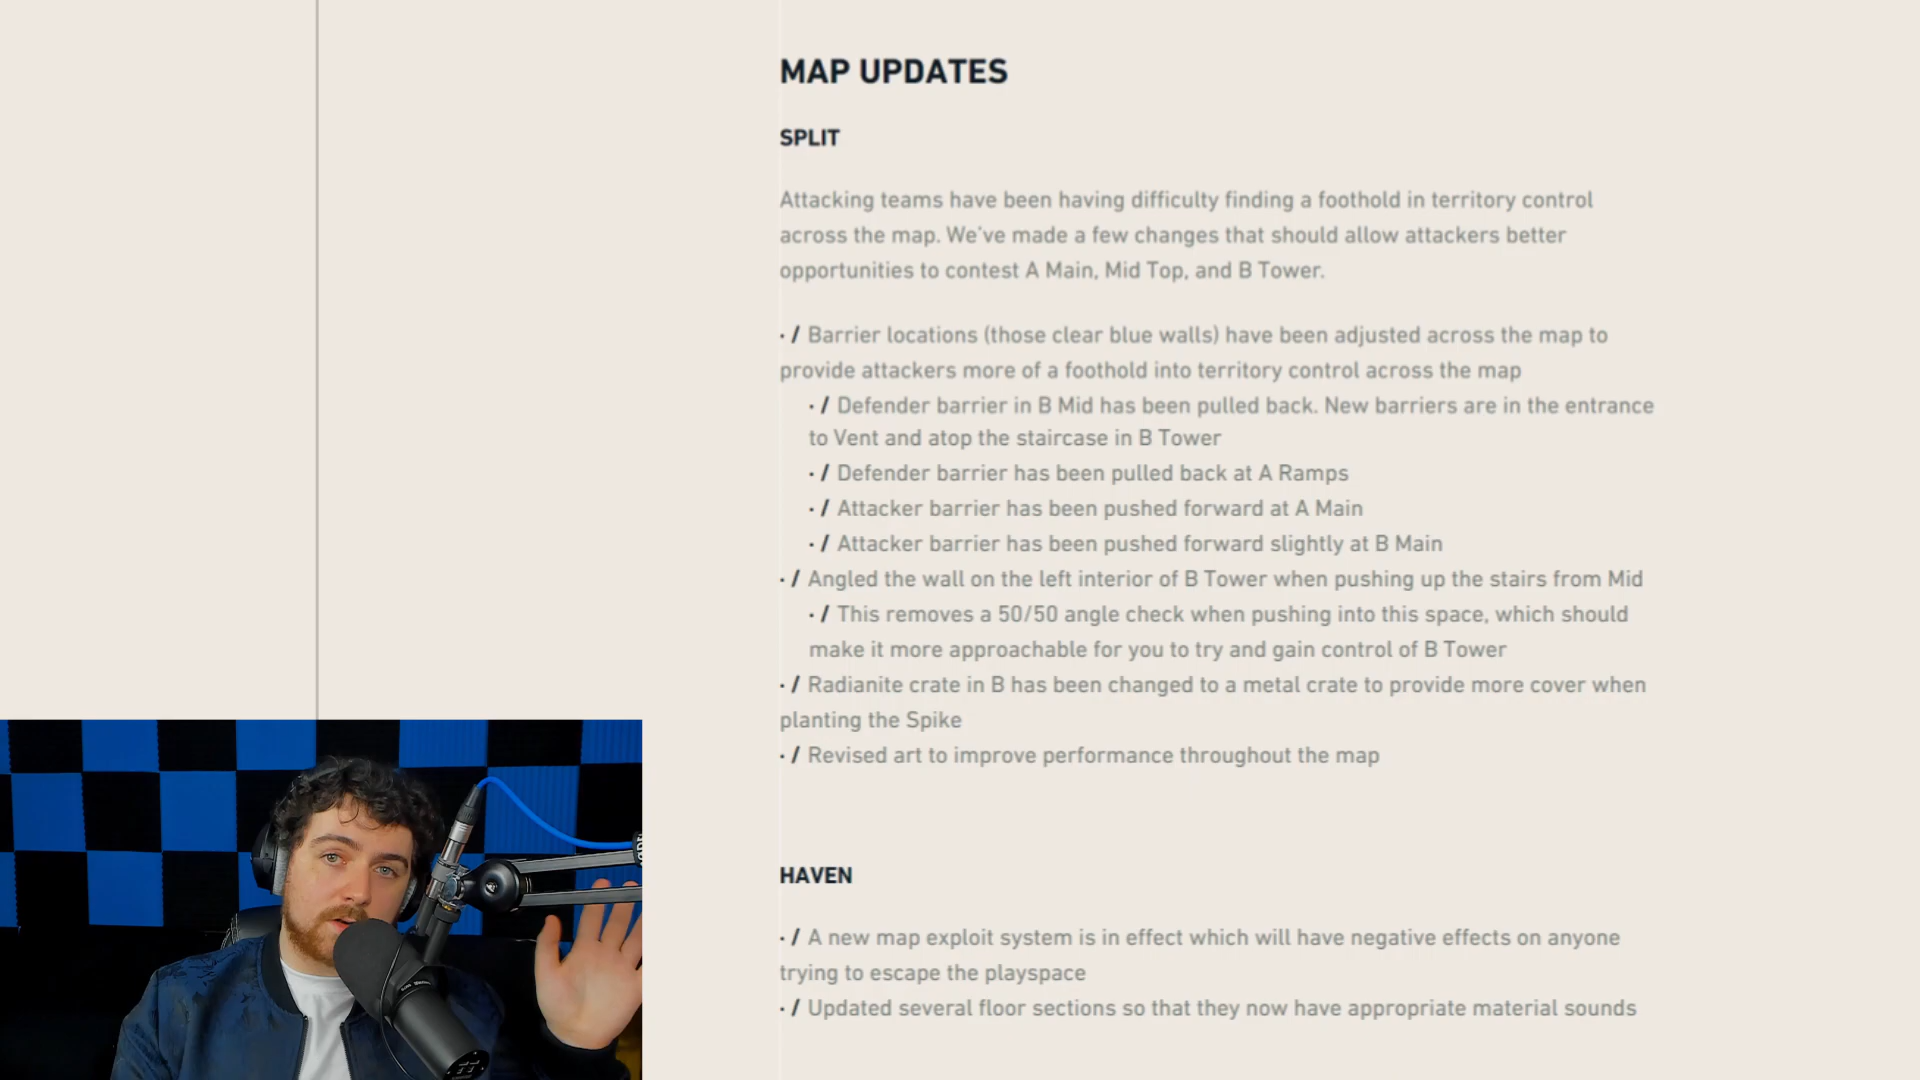 MAP UPDATES
SPLIT
Attacking teams have been having difficulty finding a foothold in territory control
across the map. We've made a few changes that should allow attackers better
opportunities to contest A Main, Mid Top, and B Tower.
· / Barrier locations (those clear blue walls) have been adjusted across the map to
provide attackers more of a foothold into territory control across the map
· / Defender barrier in B Mid has been pulled back. New barriers are in the entrance
to Vent and atop the staircase in B Tower
· / Defender barrier has been pulled back at A Ramps
· / Attacker barrier has been pushed forward at A Main
· / Attacker barrier has been pushed forward slightly at B Main
· / Angled the wall on the left interior of B Tower when pushing up the stairs from Mid
· / This removes a 50/50 angle check when pushing into this space, which should
make it more approachable for you to try and gain control of B Tower
· / Radianite crate in B has been changed to a metal crate to provide more cover when
planting the Spike
· / Revised art to improve performance throughout the map
HAVEN
· / A new map exploit system is in effect which will have negative effects on anyone
trying to escape the playspace
· / Updated several floor sections so that they now have appropriate material sounds